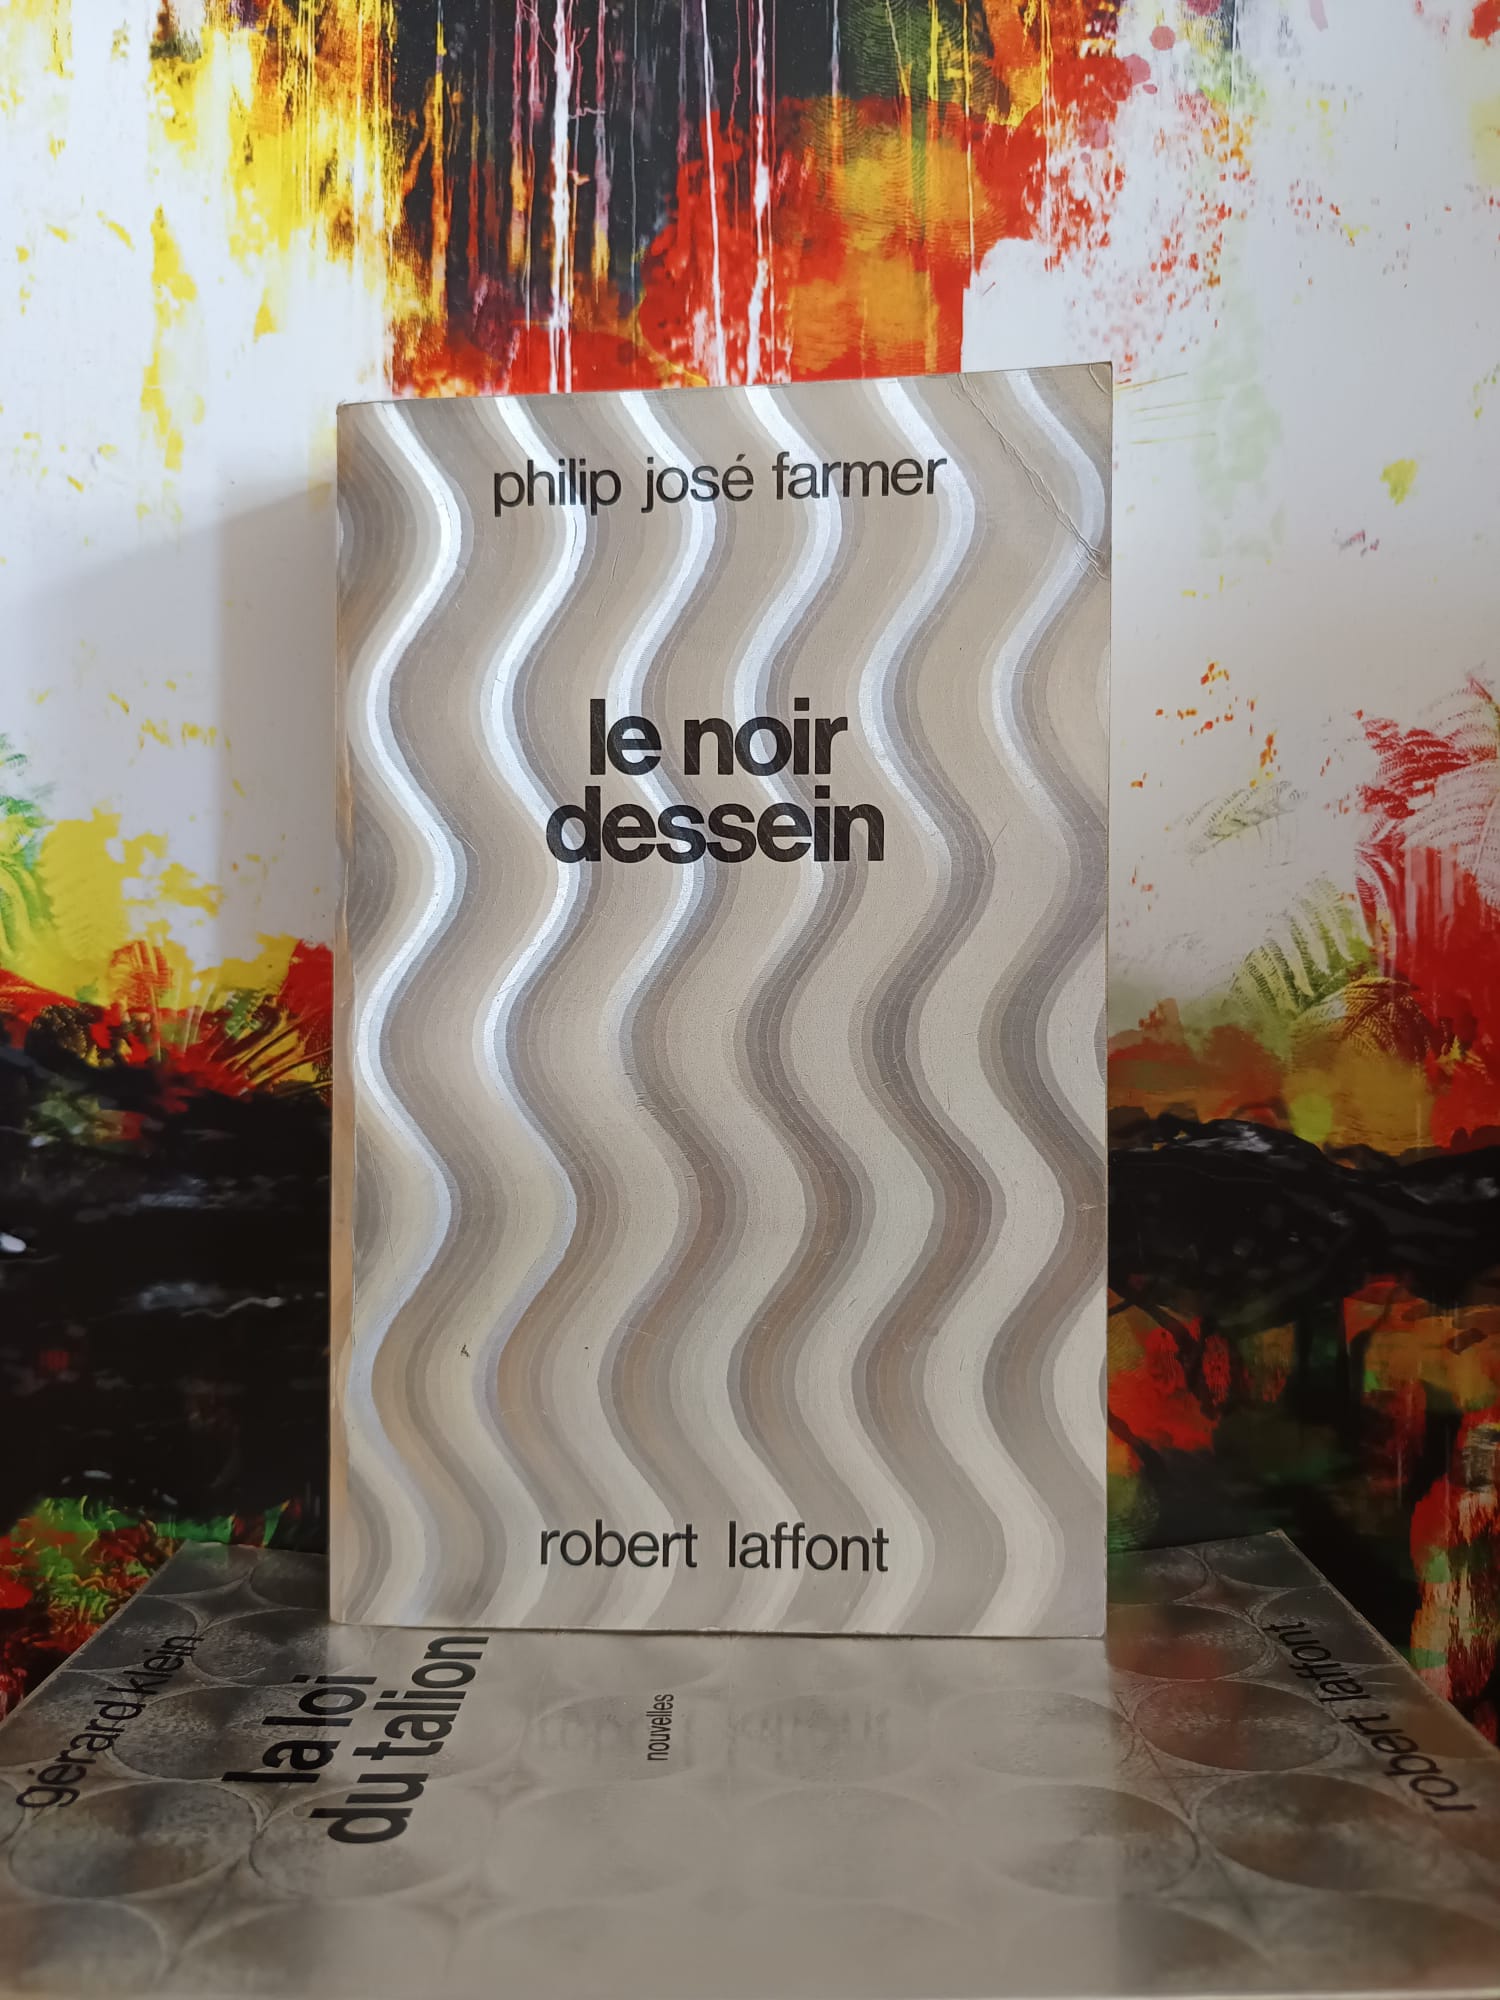 philip josé farmer
le noir
dessein
robert laffont
gérard klein
la loi
du talion
nouvelles
robert laffont